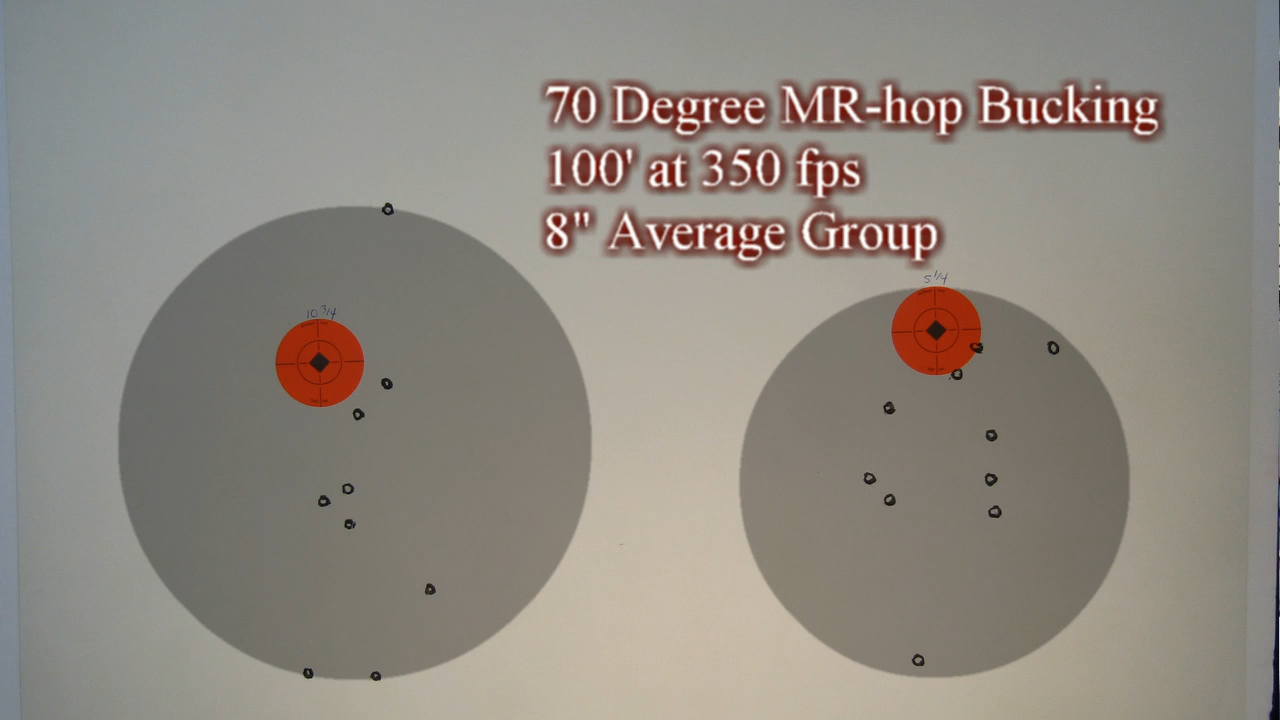 70 Degree MR-hop Bucking
100' at 350 fps
8" Average Group
5 1/4
10 3/4